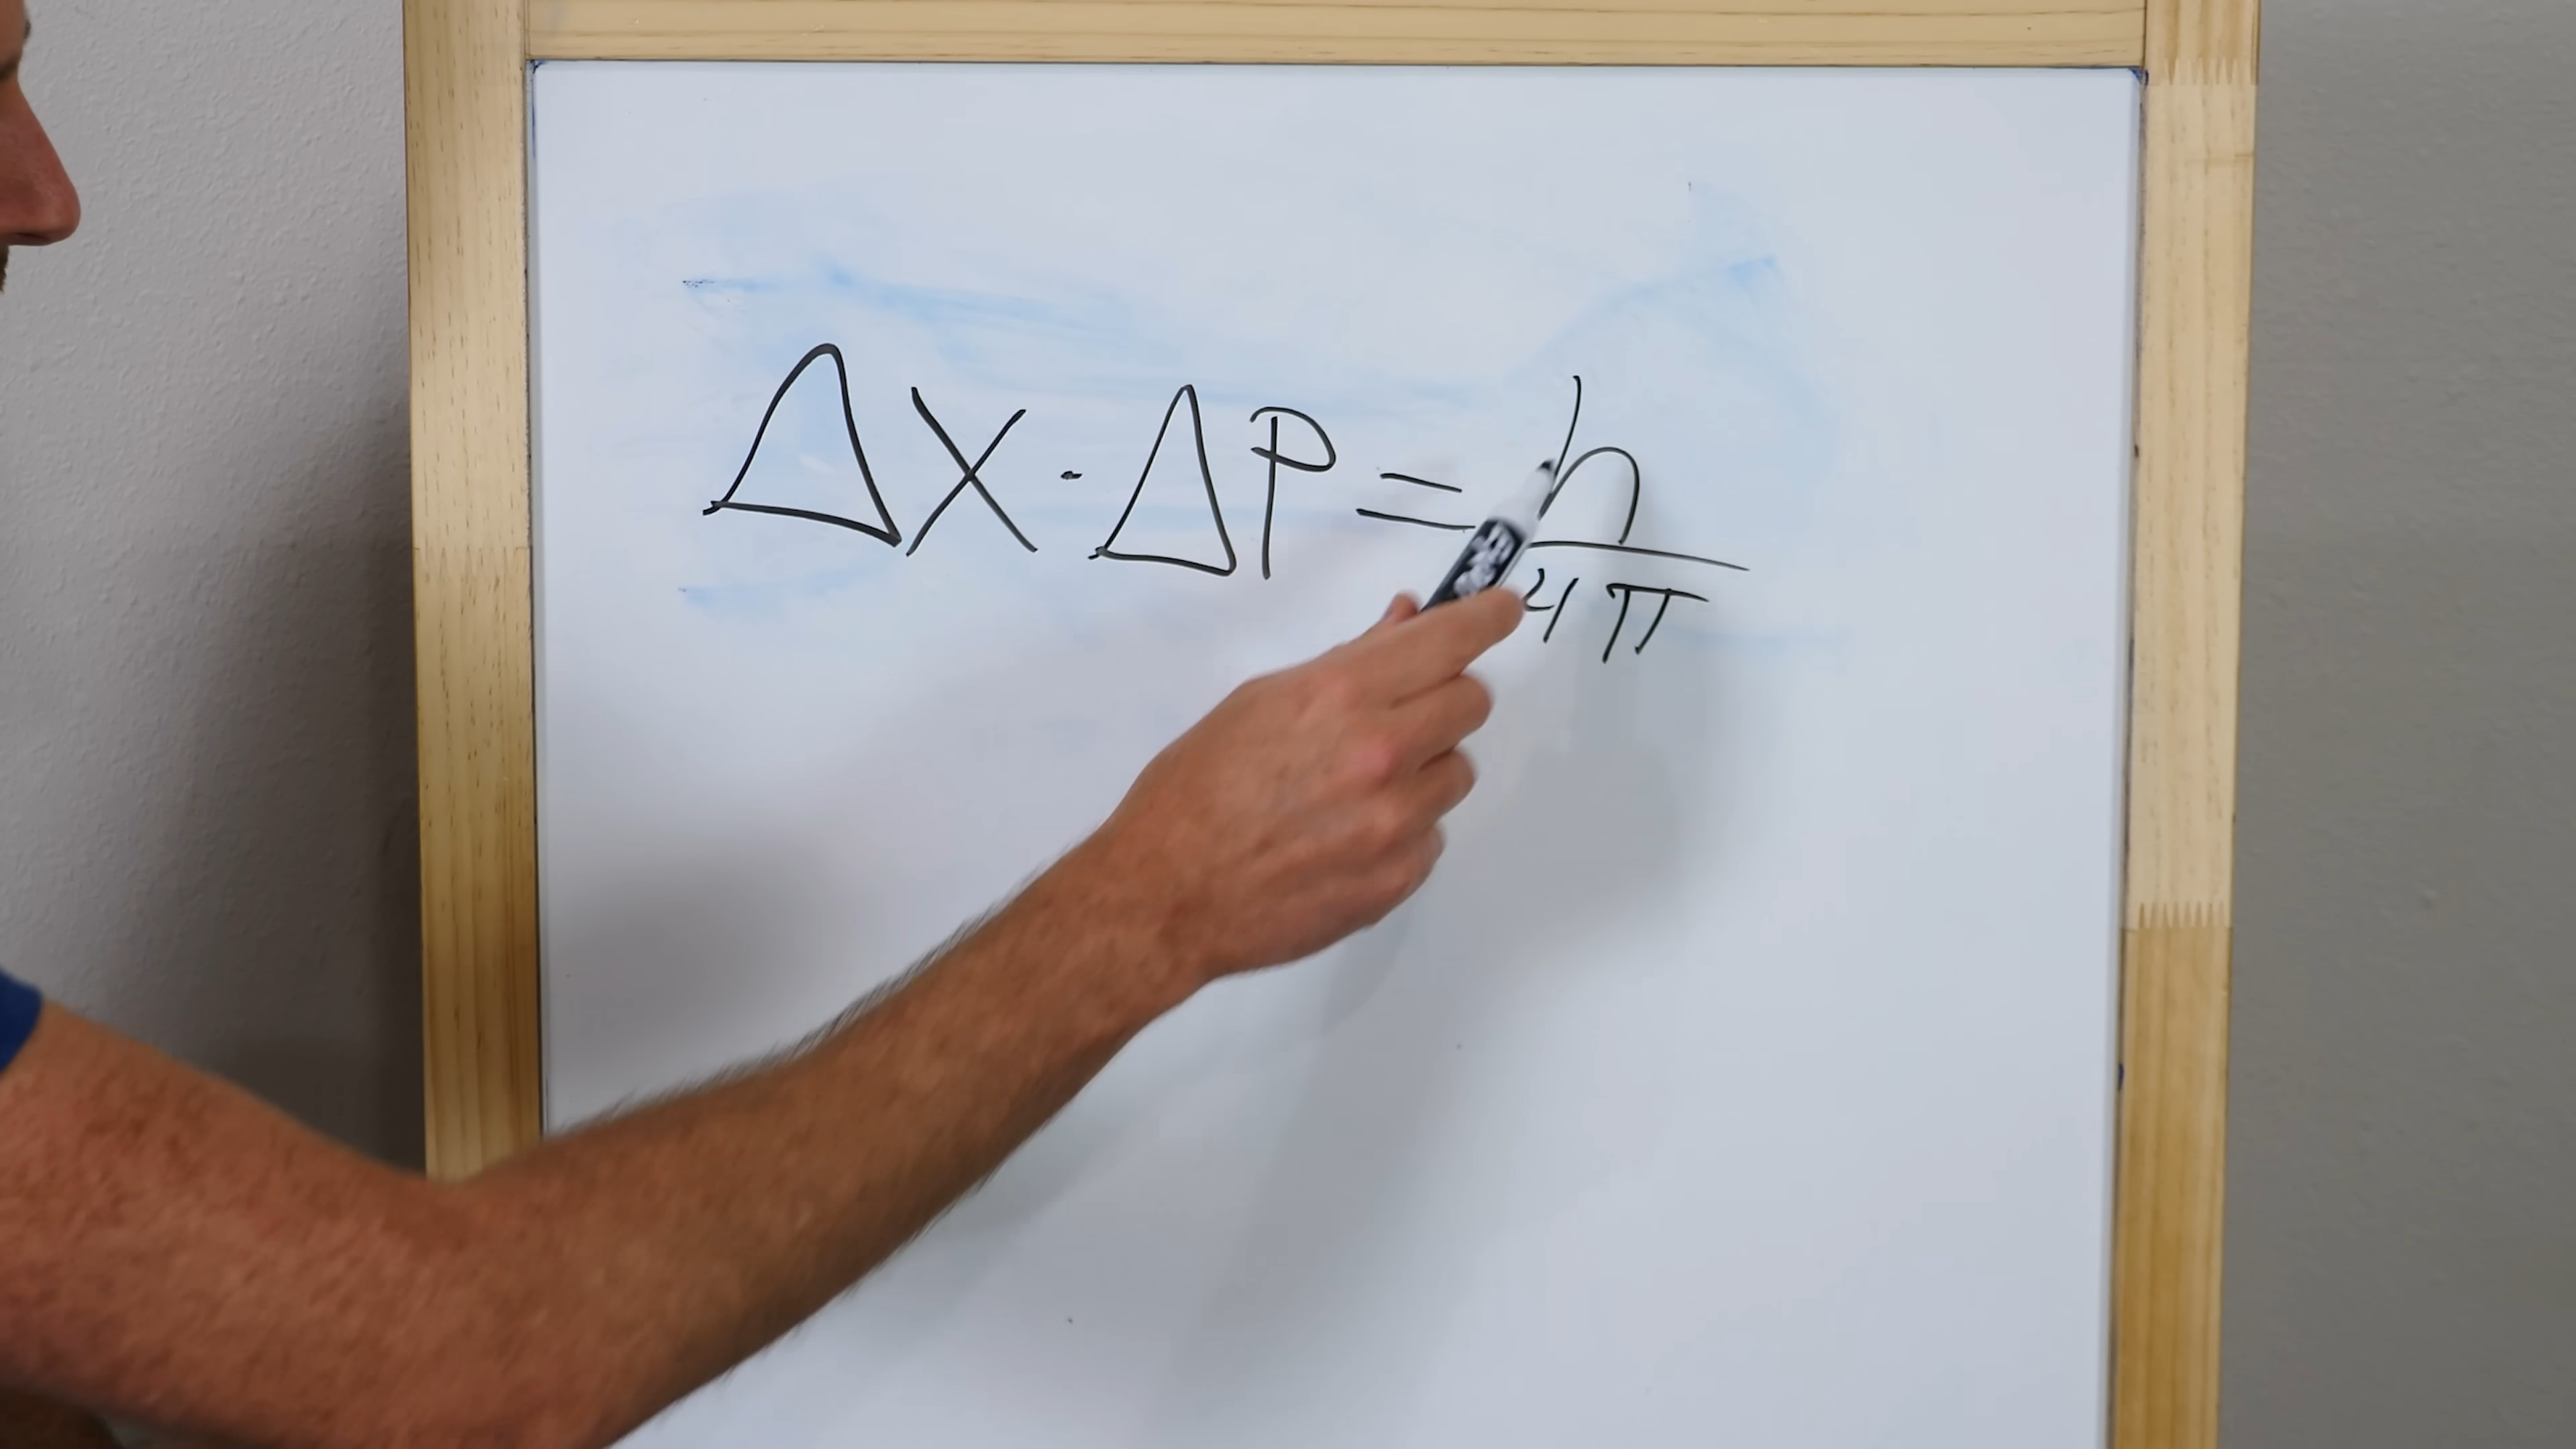 ΔX · ΔP = h/4π